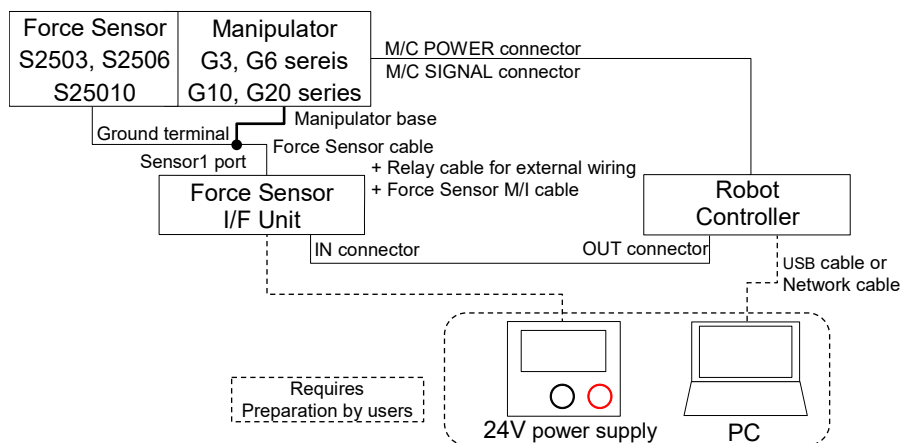 Force Sensor
S2503, S2506
S25010
Manipulator
G3, G6 sereis
G10, G20 series
M/C POWER connector
M/C SIGNAL connector
Manipulator base
Ground terminal
Force Sensor cable
Sensor1 port
+ Relay cable for external wiring
+ Force Sensor M/I cable
Force Sensor
I/F Unit
Robot
Controller
IN connector
OUT connector
USB cable or
Network cable
Requires
Preparation by users
24V power supply
PC